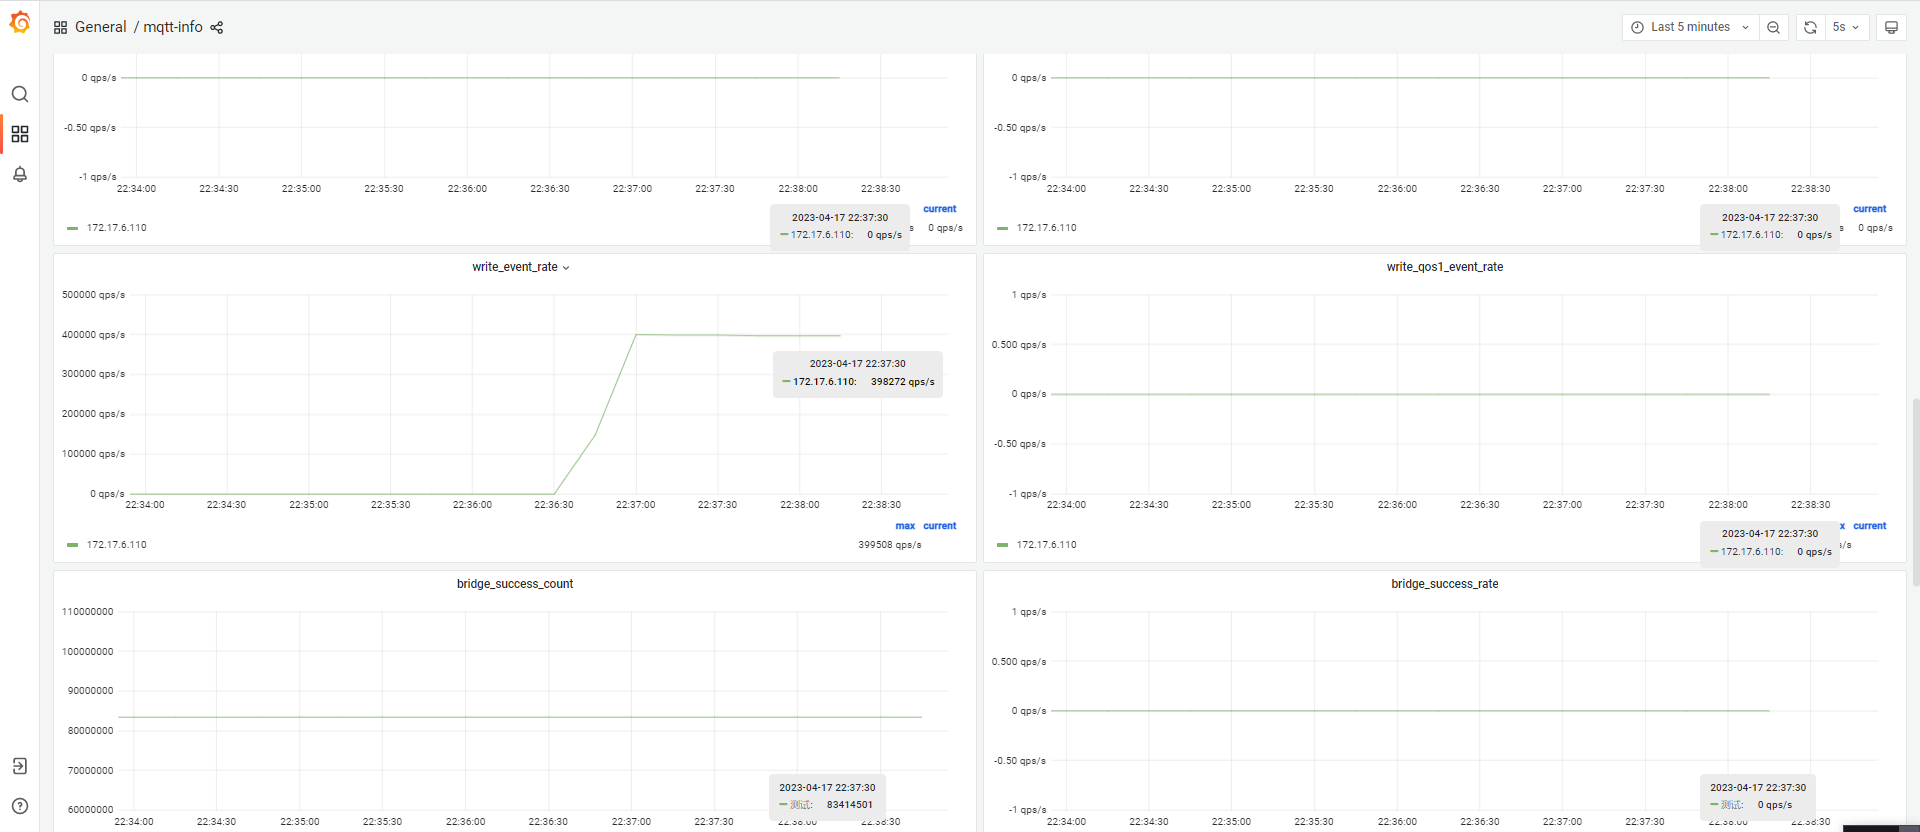 General / mqtt-info
Last 5 minutes
5s
0 qps/s
-0.50 qps/s
-1 qps/s
22:34:00 22:34:30 22:35:00 22:35:30 22:36:00 22:36:30 22:37:00 22:37:30 22:38:00 22:38:30
current
172.17.6.110
s 0 qps/s
2023-04-17 22:37:30
172.17.6.110: 0 qps/s
0 qps/s
-0.50 qps/s
-1 qps/s
22:34:00 22:34:30 22:35:00 22:35:30 22:36:00 22:36:30 22:37:00 22:37:30 22:38:00 22:38:30
current
172.17.6.110
s 0 qps/s
2023-04-17 22:37:30
172.17.6.110: 0 qps/s
write_event_rate
500000 qps/s
400000 qps/s
300000 qps/s
200000 qps/s
100000 qps/s
0 qps/s
22:34:00 22:34:30 22:35:00 22:35:30 22:36:00 22:36:30 22:37:00 22:37:30 22:38:00 22:38:30
2023-04-17 22:37:30
172.17.6.110: 398272 qps/s
max current
172.17.6.110 399508 qps/s
write_qos1_event_rate
1 qps/s
0.500 qps/s
0 qps/s
-0.50 qps/s
-1 qps/s
22:34:00 22:34:30 22:35:00 22:35:30 22:36:00 22:36:30 22:37:00 22:37:30 22:38:00 22:38:30
x current
172.17.6.110 s/s
2023-04-17 22:37:30
172.17.6.110: 0 qps/s
bridge_success_count
110000000
100000000
90000000
80000000
70000000
60000000
22:34:00 22:34:30 22:35:00 22:35:30 22:36:00 22:36:30 22:37:00 22:37:30 22:38:00 22:38:30
2023-04-17 22:37:30
测试: 83414501
bridge_success_rate
1 qps/s
0.500 qps/s
0 qps/s
-0.50 qps/s
-1 qps/s
22:34:00 22:34:30 22:35:00 22:35:30 22:36:00 22:36:30 22:37:00 22:37:30 22:38:00 22:38:30
2023-04-17 22:37:30
测试: 0 qps/s